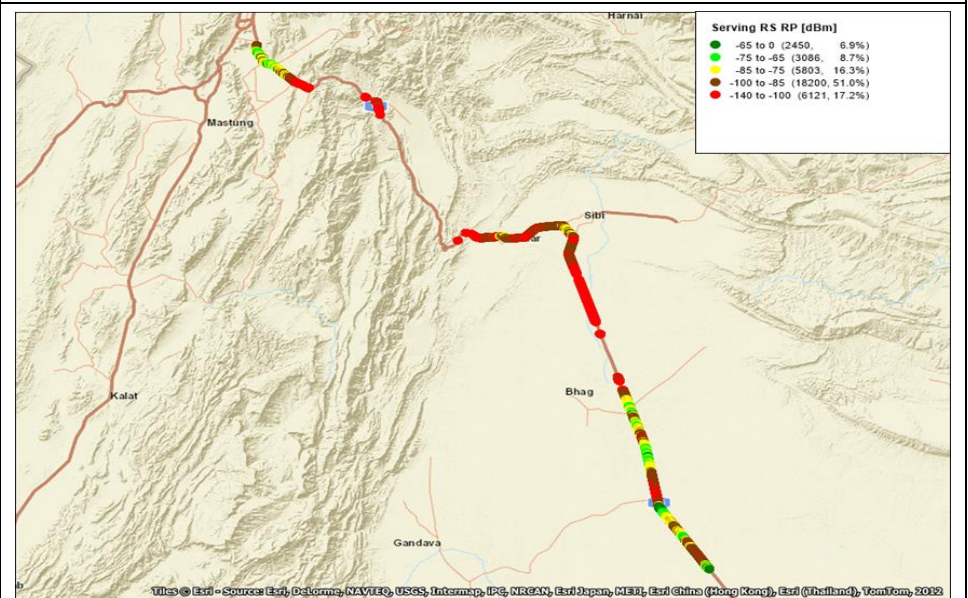 Harnai
Serving RS RP [dBm]
-65 to 0 (2450, 6.9%)
-75 to -65 (3086, 8.7%)
-85 to -75 (5803, 16.3%)
-100 to -85 (18200, 51.0%)
-140 to -100 (6121, 17.2%)
Mastung
Sibi
ar
Bhag
Kalat
Gandava
b
Tiles © Esri - Source: Esri, DeLorme, NAVTEQ, USGS, Intermap, iPC, NRCAN, Esri Japan, METI, Esri China (Hong Kong), Esri (Thailand), TomTom, 2012